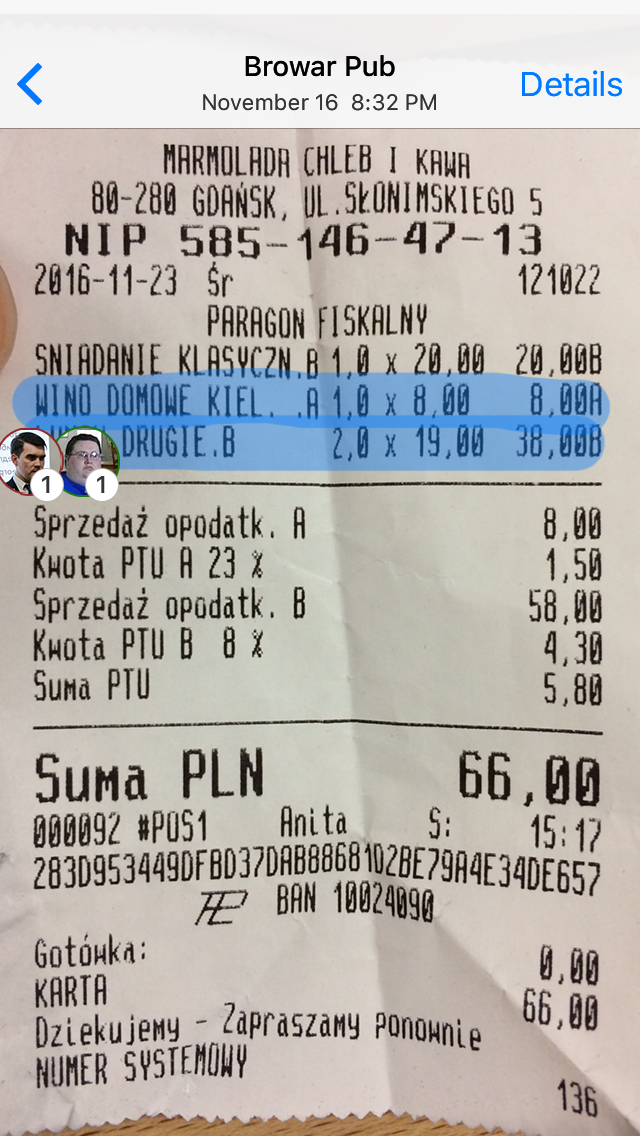 Browar Pub
Details
November 16 8:32 PM
MARMOLADA CHLEB I KAWA
80-280 GDAŃSK, UL.SŁONIMSKIEGO 5
NIP 585-146-47-13
2016-11-23 Śr 121022
PARAGON FISKALNY
SNIADANIE KLASYCZN.B 1,0 x 20,00 20,00B
WINO DOMOWE KIEL. .A 1,0 x 8,00 8,00A
DRUGIE.B 2,0 x 19,00 38,00B
1 1
Sprzedaż opodatk. A 8,00
Kwota PTU A 23 % 1,50
Sprzedaż opodatk. B 58,00
Kwota PTU B 8 % 4,30
Suma PTU 5,80
Suma PLN 66,00
000092 #POS1 Anita S: 15:17
283D953449DFBD37DAB88681D2BE79A4E34DE657
BAN 10024090
Gotówka: 0,00
KARTA 66,00
Dziekujemy - Zapraszamy ponownie
NUMER SYSTEMOWY
136